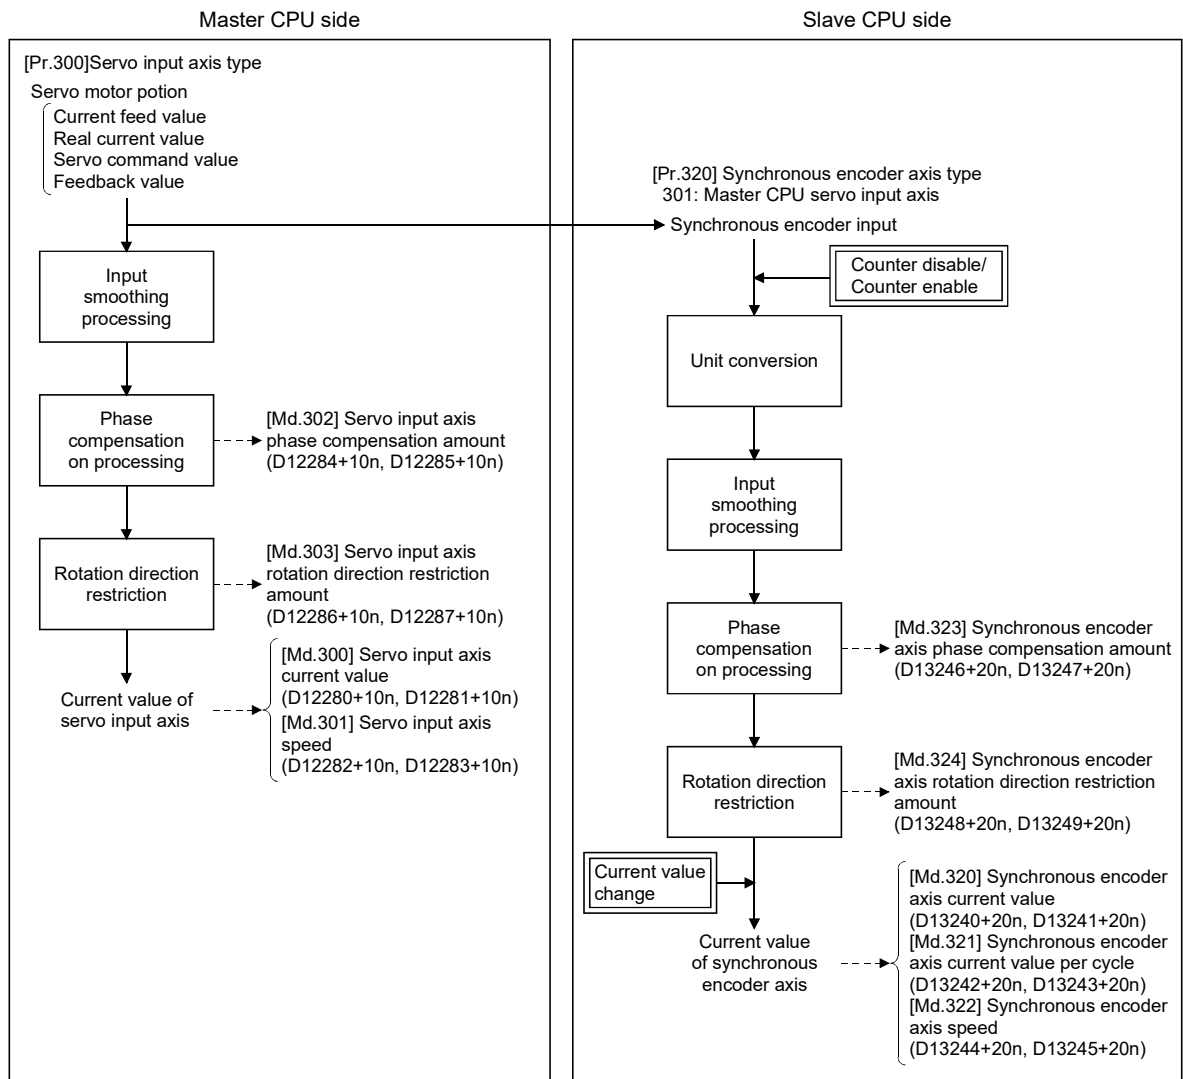 Master CPU side
[Pr.300]Servo input axis type
Servo motor potion
Current feed value
Real current value
Servo command value
Feedback value
Input
smoothing
processing
Phase
compensation
on processing
[Md.302] Servo input axis
phase compensation amount
(D12284+10n, D12285+10n)
Rotation direction
restriction
[Md.303] Servo input axis
rotation direction restriction
amount
(D12286+10n, D12287+10n)
Current value of
servo input axis
[Md.300] Servo input axis
current value
(D12280+10n, D12281+10n)
[Md.301] Servo input axis
speed
(D12282+10n, D12283+10n)
Slave CPU side
[Pr.320] Synchronous encoder axis type
301: Master CPU servo input axis
Synchronous encoder input
Counter disable/
Counter enable
Unit conversion
Input
smoothing
processing
Phase
compensation
on processing
[Md.323] Synchronous encoder
axis phase compensation amount
(D13246+20n, D13247+20n)
Rotation direction
restriction
[Md.324] Synchronous encoder
axis rotation direction restriction
amount
(D13248+20n, D13249+20n)
Current value
change
Current value
of synchronous
encoder axis
[Md.320] Synchronous encoder
axis current value
(D13240+20n, D13241+20n)
[Md.321] Synchronous encoder
axis current value per cycle
(D13242+20n, D13243+20n)
[Md.322] Synchronous encoder
axis speed
(D13244+20n, D13245+20n)